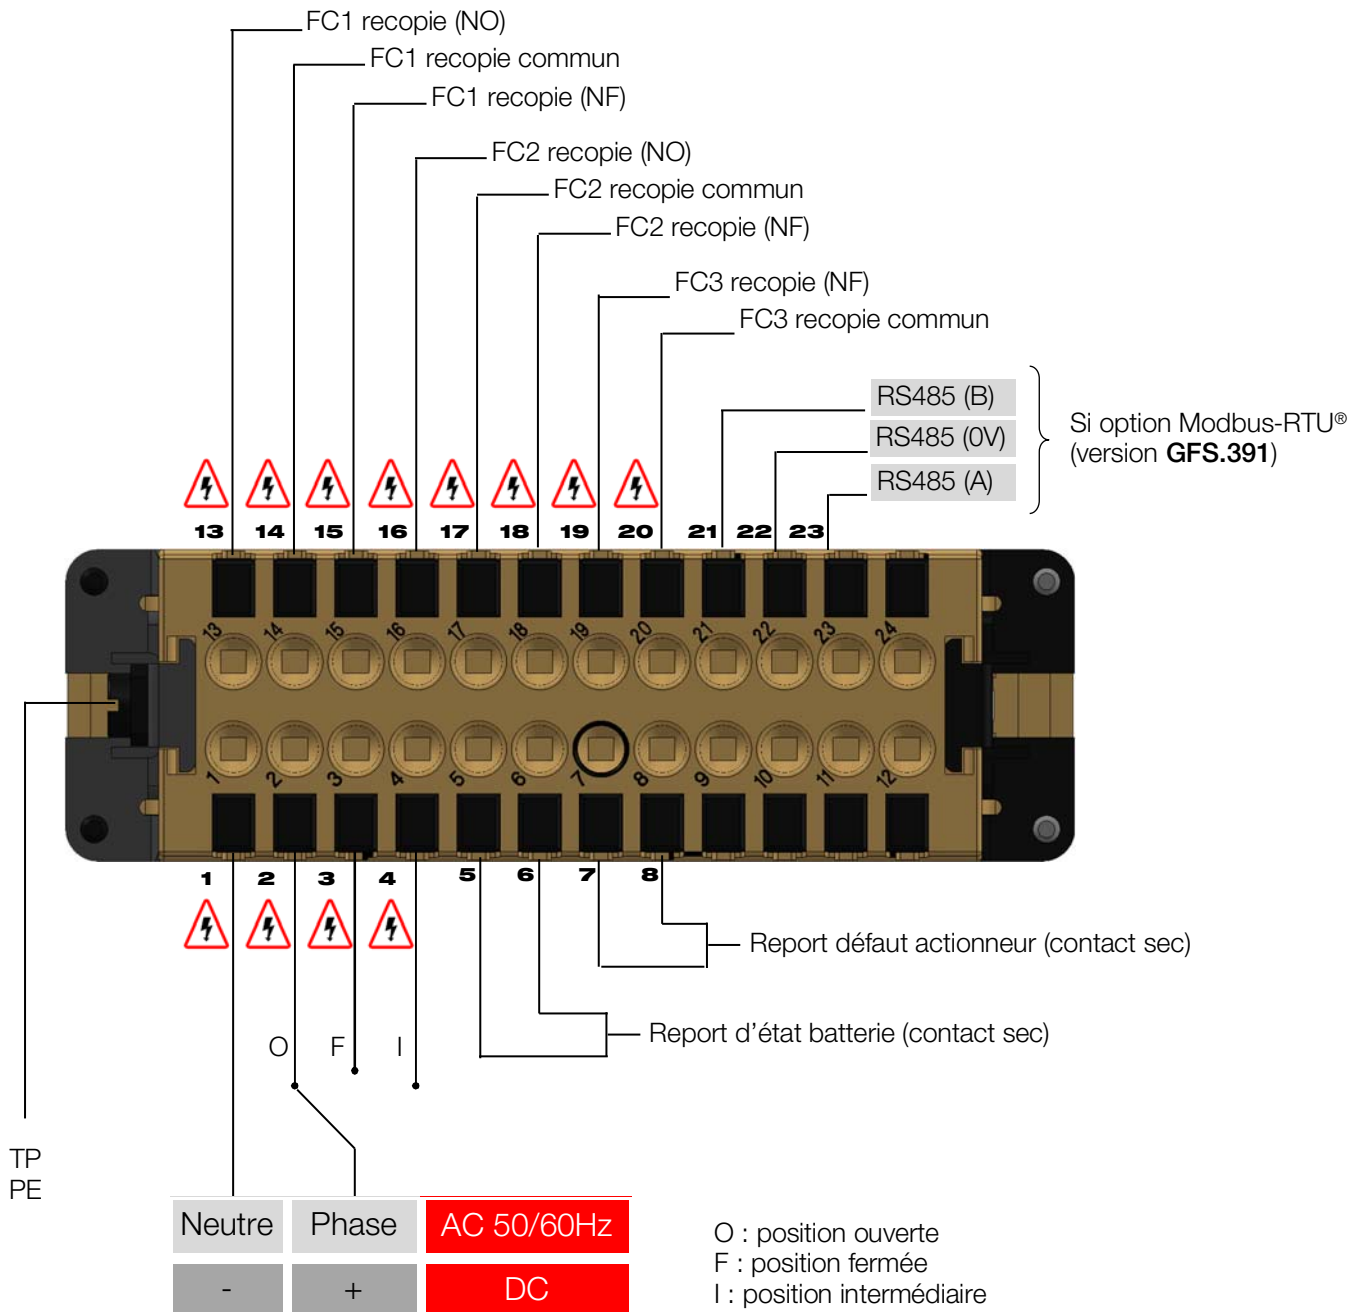 FC1 recopie (NO)
FC1 recopie commun
FC1 recopie (NF)
FC2 recopie (NO)
FC2 recopie commun
FC2 recopie (NF)
FC3 recopie (NF)
FC3 recopie commun
RS485 (B)
RS485 (0V)
RS485 (A)
Si option Modbus-RTU®
(version GFS.391)
13 14 15 16 17 18 19 20 21 22 23
13 14 15 16 17 18 19 20 21 22 23 24
1 2 3 4 5 6 7 8 9 10 11 12
1 2 3 4 5 6 7 8
Report défaut actionneur (contact sec)
Report d'état batterie (contact sec)
O F I
TP
PE
Neutre Phase AC 50/60Hz
- + DC
O : position ouverte
F : position fermée
I : position intermédiaire